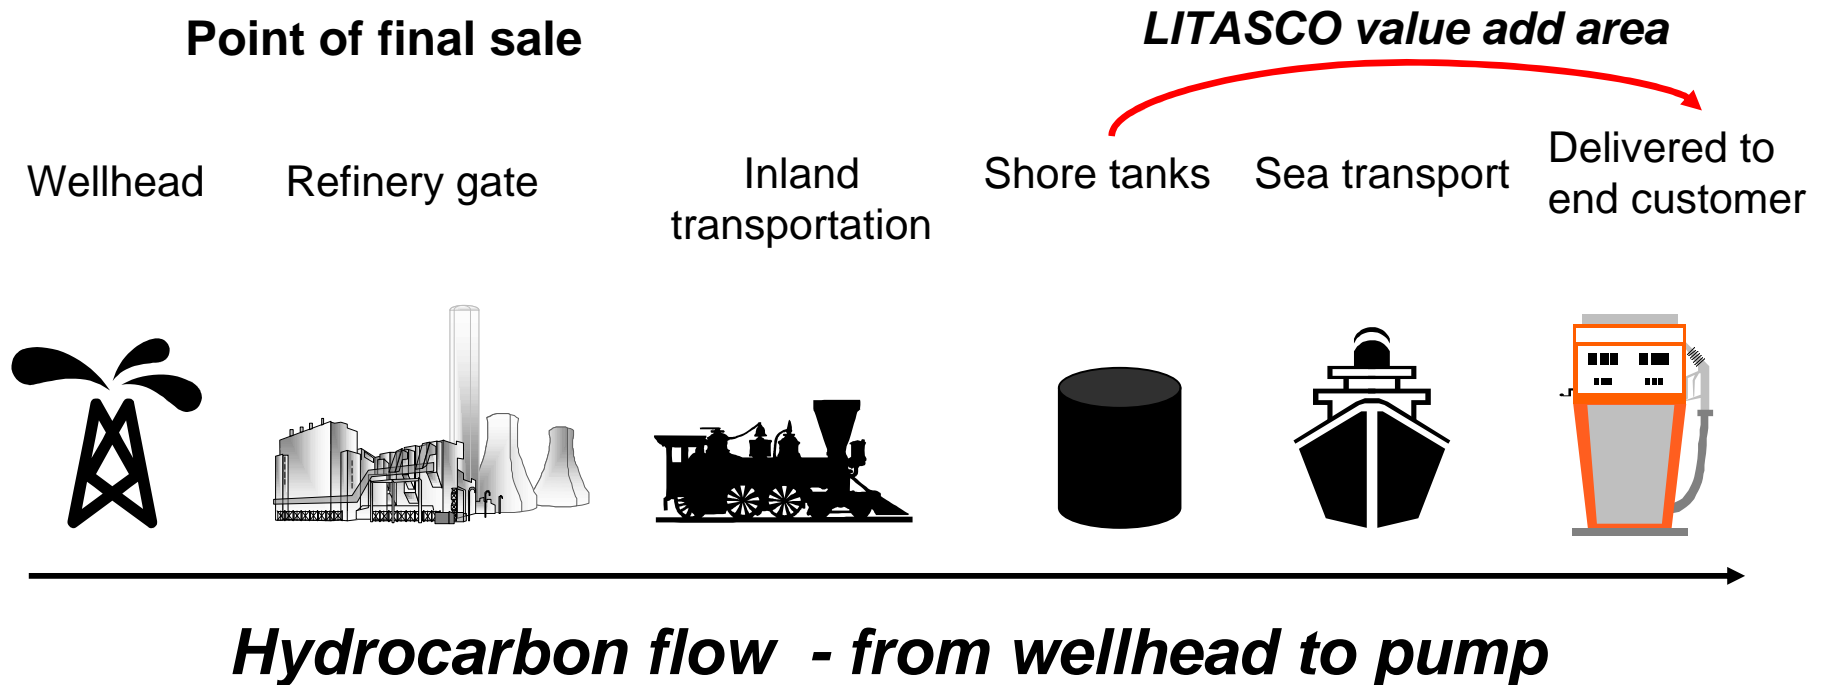 Point of final sale
LITASCO value add area
Wellhead
Refinery gate
Inland
transportation
Shore tanks
Sea transport
Delivered to
end customer
Hydrocarbon flow - from wellhead to pump